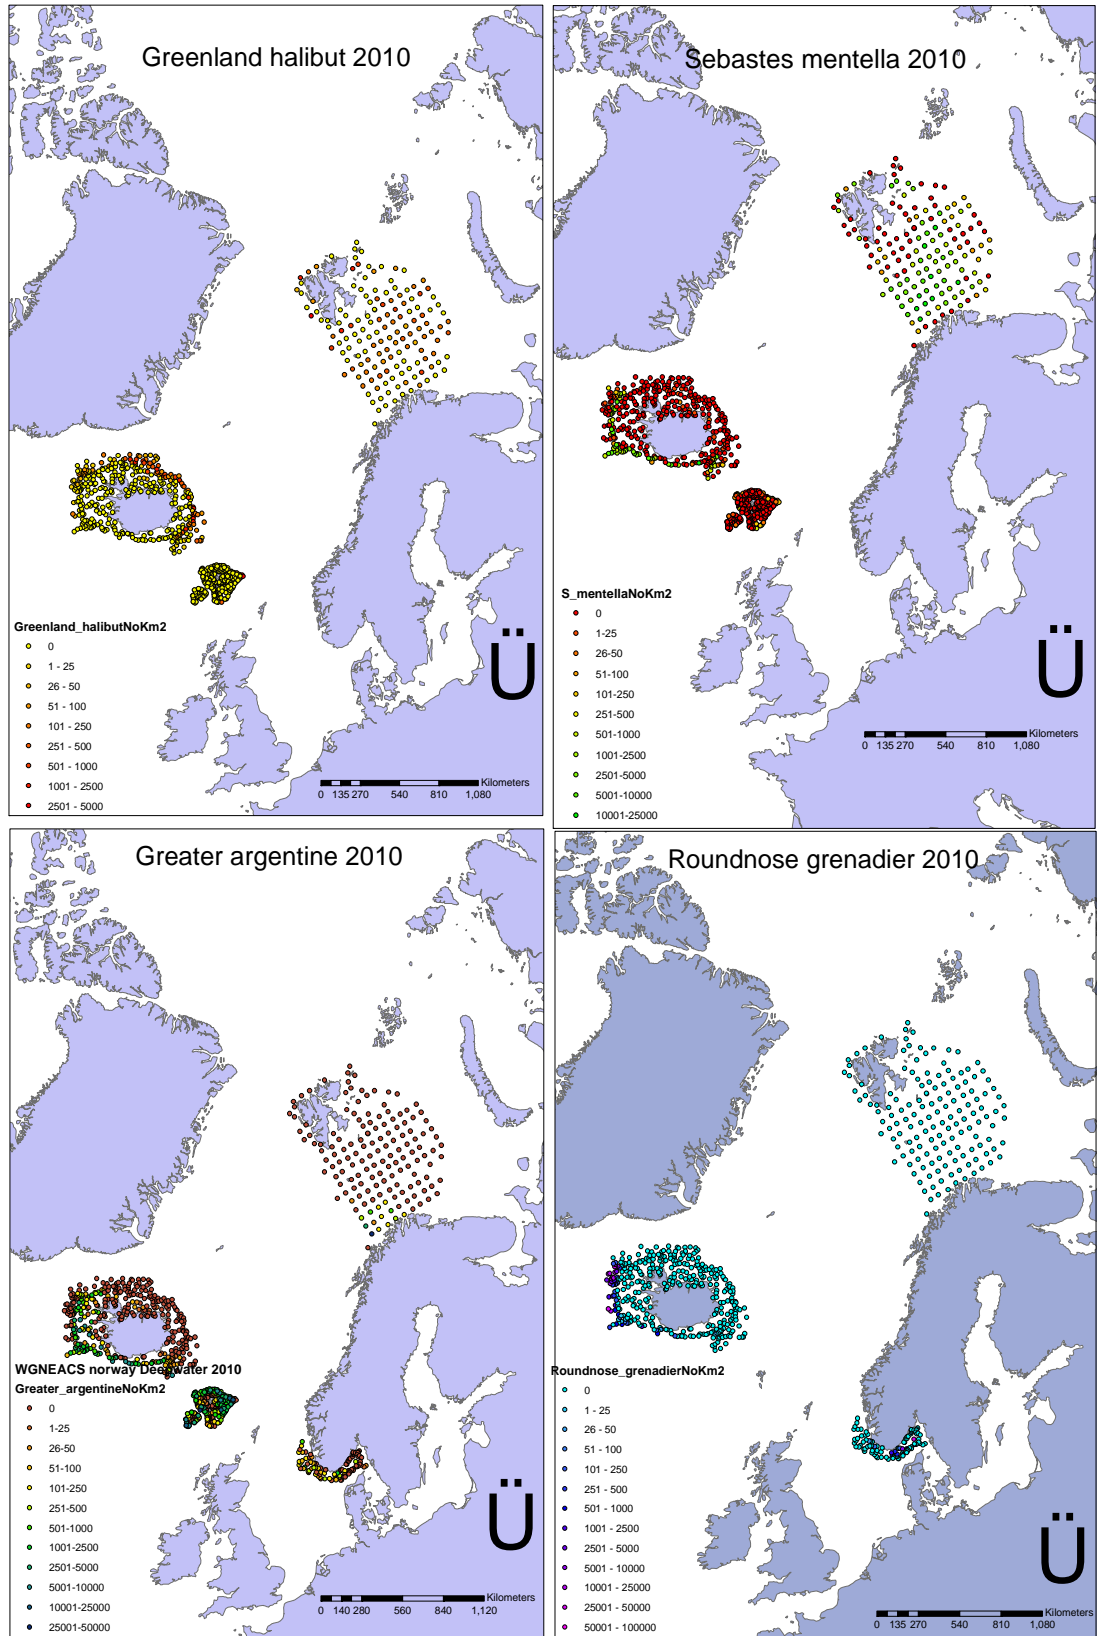 Greenland halibut 2010
Greenland_halibutNoKm2
0
1 - 25
26 - 50
51 - 100
101 - 250
251 - 500
501 - 1000
1001 - 2500
2501 - 5000
Ü
Kilometers
0 135 270 540 810 1,080
Sebastes mentella 2010
S_mentellaNoKm2
0
1-25
26-50
51-100
101-250
251-500
501-1000
1001-2500
2501-5000
5001-10000
10001-25000
Ü
Kilometers
0 135 270 540 810 1,080
Greater argentine 2010
WGNEACS norway Deepwater 2010
Greater_argentineNoKm2
0
1-25
26-50
51-100
101-250
251-500
501-1000
1001-2500
2501-5000
5001-10000
10001-25000
25001-50000
Ü
Kilometers
0 140 280 560 840 1,120
Roundnose grenadier 2010
Roundnose_grenadierNoKm2
0
1 - 25
26 - 50
51 - 100
101 - 250
251 - 500
501 - 1000
1001 - 2500
2501 - 5000
5001 - 10000
10001 - 25000
25001 - 50000
50001 - 100000
Ü
Kilometers
0 135 270 540 810 1,080